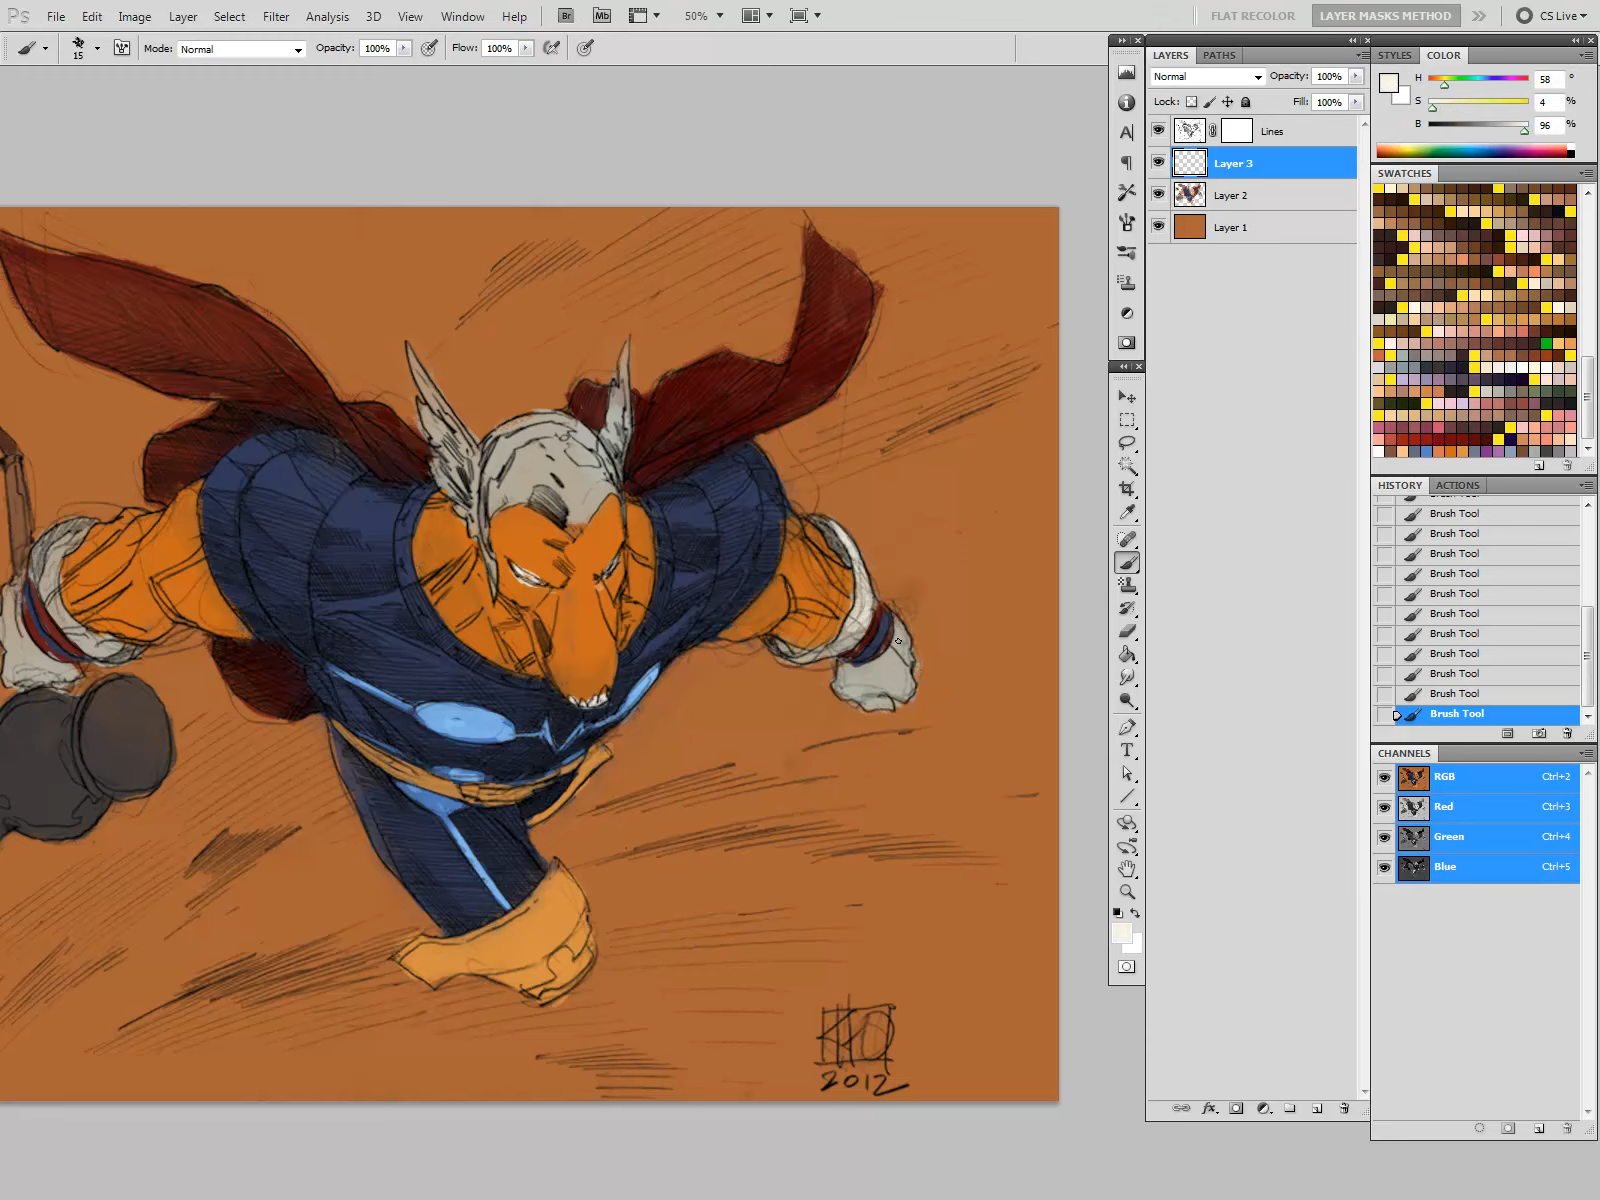 Ps File Edit Image Layer Select Filter Analysis 3D View Window Help Br Mb 50% FLAT RECOLOR LAYER MASKS METHOD CS Live
15 Mode: Normal Opacity: 100% Flow: 100%
LAYERS PATHS
Normal Opacity: 100%
Lock: Fill: 100%
Lines
Layer 3
Layer 2
Layer 1
STYLES COLOR
H 58 °
S 4 %
B 96 %
SWATCHES
HISTORY ACTIONS
Brush Tool
Brush Tool
Brush Tool
Brush Tool
Brush Tool
Brush Tool
Brush Tool
Brush Tool
Brush Tool
Brush Tool
Brush Tool
Brush Tool
CHANNELS
RGB Ctrl+2
Red Ctrl+3
Green Ctrl+4
Blue Ctrl+5
2012